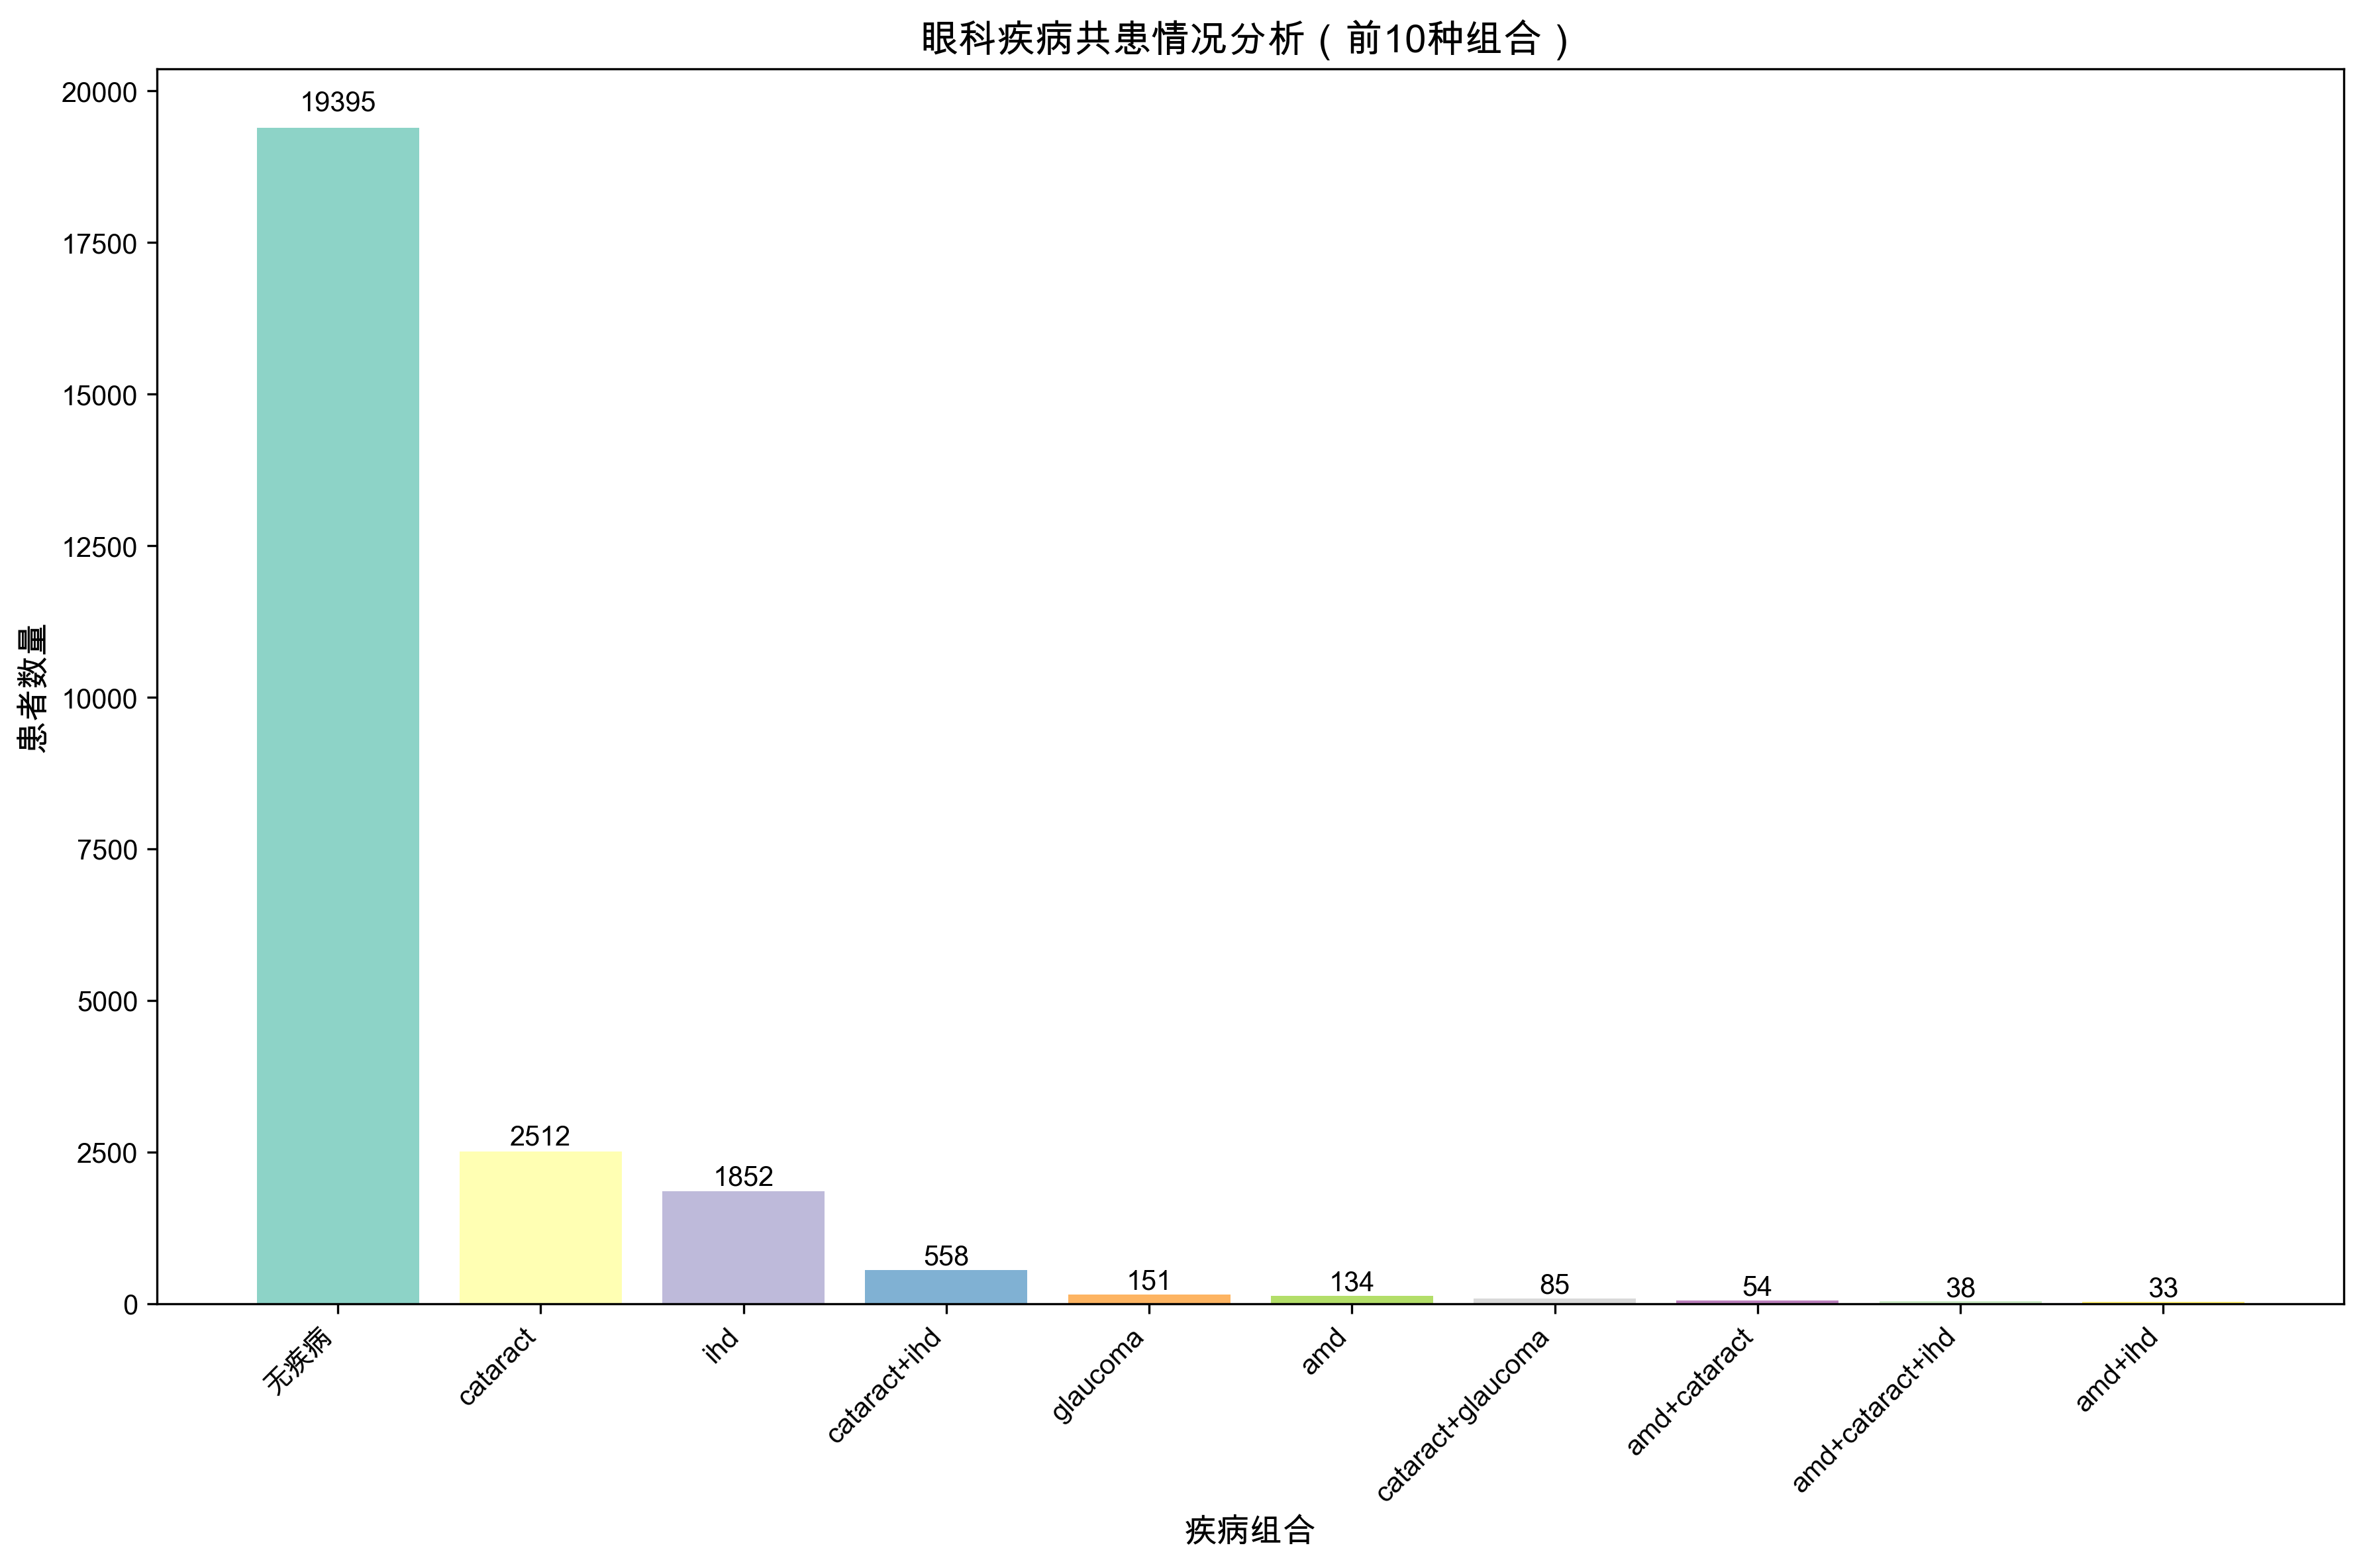 眼科疾病共患情况分析（前10种组合）
患者数量
20000
17500
15000
12500
10000
7500
5000
2500
0
19395
2512
1852
558
151
134
85
54
38
33
无疾病
cataract
ihd
cataract+ihd
glaucoma
amd
cataract+glaucoma
amd+cataract
amd+cataract+ihd
amd+ihd
疾病组合